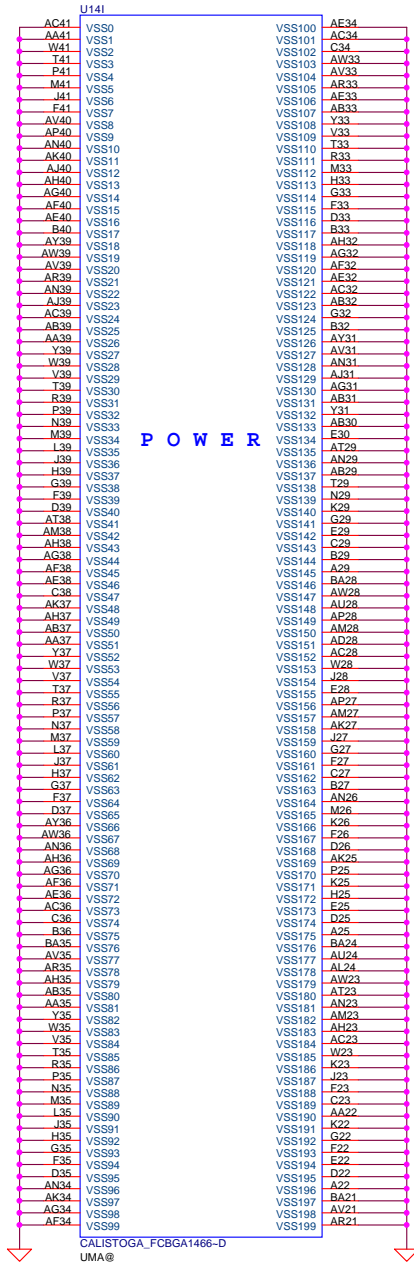 U14I
AC41 VSS0 VSS100 AE34
AA41 VSS1 VSS101 AC34
W41 VSS2 VSS102 C34
T41 VSS3 VSS103 AW33
P41 VSS4 VSS104 AV33
M41 VSS5 VSS105 AR33
J41 VSS6 VSS106 AE33
F41 VSS7 VSS107 AB33
AV40 VSS8 VSS108 Y33
AP40 VSS9 VSS109 V33
AN40 VSS10 VSS110 T33
AK40 VSS11 VSS111 R33
AJ40 VSS12 VSS112 M33
AH40 VSS13 VSS113 H33
AG40 VSS14 VSS114 G33
AF40 VSS15 VSS115 F33
AE40 VSS16 VSS116 D33
B40 VSS17 VSS117 B33
AY39 VSS18 VSS118 AH32
AW39 VSS19 VSS119 AG32
AV39 VSS20 VSS120 AF32
AR39 VSS21 VSS121 AE32
AN39 VSS22 VSS122 AC32
AJ39 VSS23 VSS123 AB32
AC39 VSS24 VSS124 G32
AB39 VSS25 VSS125 B32
AA39 VSS26 VSS126 AY31
Y39 VSS27 VSS127 AV31
W39 VSS28 VSS128 AN31
V39 VSS29 VSS129 AJ31
T39 VSS30 VSS130 AG31
R39 VSS31 VSS131 AB31
P39 VSS32 VSS132 Y31
N39 VSS33 VSS133 AB30
M39 VSS34 POWER VSS134 E30
L39 VSS35 VSS135 AT29
J39 VSS36 VSS136 AN29
H39 VSS37 VSS137 AB29
G39 VSS38 VSS138 T29
F39 VSS39 VSS139 N29
D39 VSS40 VSS140 K29
AT38 VSS41 VSS141 G29
AM38 VSS42 VSS142 E29
AH38 VSS43 VSS143 C29
AG38 VSS44 VSS144 B29
AF38 VSS45 VSS145 A29
AE38 VSS46 VSS146 BA28
C38 VSS47 VSS147 AW28
AK37 VSS48 VSS148 AU28
AH37 VSS49 VSS149 AP28
AB37 VSS50 VSS150 AM28
AA37 VSS51 VSS151 AD28
Y37 VSS52 VSS152 AC28
W37 VSS53 VSS153 W28
V37 VSS54 VSS154 J28
T37 VSS55 VSS155 E28
R37 VSS56 VSS156 AP27
P37 VSS57 VSS157 AM27
N37 VSS58 VSS158 AK27
M37 VSS59 VSS159 J27
L37 VSS60 VSS160 G27
J37 VSS61 VSS161 F27
H37 VSS62 VSS162 C27
G37 VSS63 VSS163 B27
F37 VSS64 VSS164 AN26
D37 VSS65 VSS165 M26
AY36 VSS66 VSS166 K26
AW36 VSS67 VSS167 F26
AN36 VSS68 VSS168 D26
AH36 VSS69 VSS169 AK25
AG36 VSS70 VSS170 P25
AF36 VSS71 VSS171 K25
AE36 VSS72 VSS172 H25
AC36 VSS73 VSS173 E25
C36 VSS74 VSS174 D25
B36 VSS75 VSS175 A25
BA35 VSS76 VSS176 BA24
AV35 VSS77 VSS177 AU24
AR35 VSS78 VSS178 AL24
AH35 VSS79 VSS179 AW23
AB35 VSS80 VSS180 AT23
AA35 VSS81 VSS181 AN23
Y35 VSS82 VSS182 AM23
W35 VSS83 VSS183 AH23
V35 VSS84 VSS184 AC23
T35 VSS85 VSS185 W23
R35 VSS86 VSS186 K23
P35 VSS87 VSS187 J23
N35 VSS88 VSS188 F23
M35 VSS89 VSS189 C23
L35 VSS90 VSS190 AA22
J35 VSS91 VSS191 K22
H35 VSS92 VSS192 G22
G35 VSS93 VSS193 F22
F35 VSS94 VSS194 E22
D35 VSS95 VSS195 D22
AN34 VSS96 VSS196 A22
AK34 VSS97 VSS197 BA21
AG34 VSS98 VSS198 AV21
AF34 VSS99 VSS199 AR21
CALISTOGA_FCBGA1466~D
UMA@